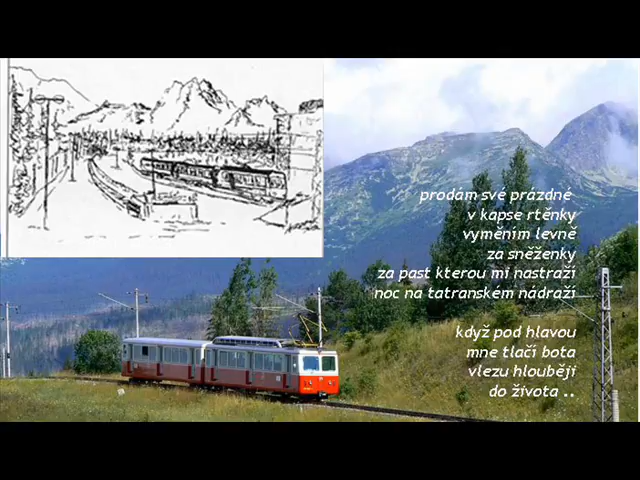 prodám své prázdné
v kapse rtěnky
vyměním levně
za sněženky
za past kterou mi nastraží
noc na tatranském nádraží
když pod hlavou
mne tlačí bota
vlezu hlouběji
do života ..